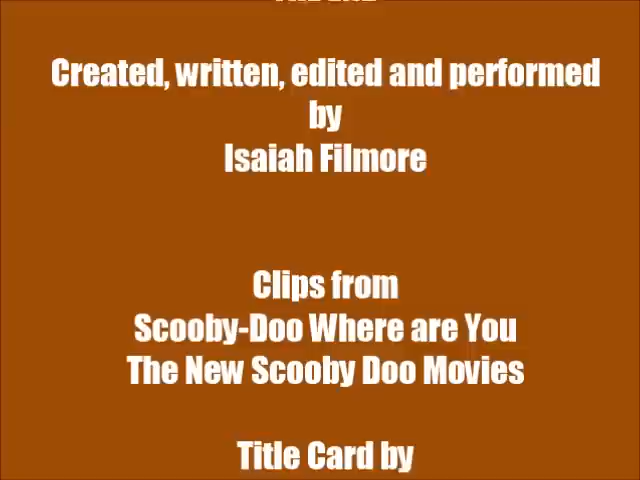 Created, written, edited and performed
by
Isaiah Filmore
Clips from
Scooby-Doo Where are You
The New Scooby Doo Movies
Title Card by